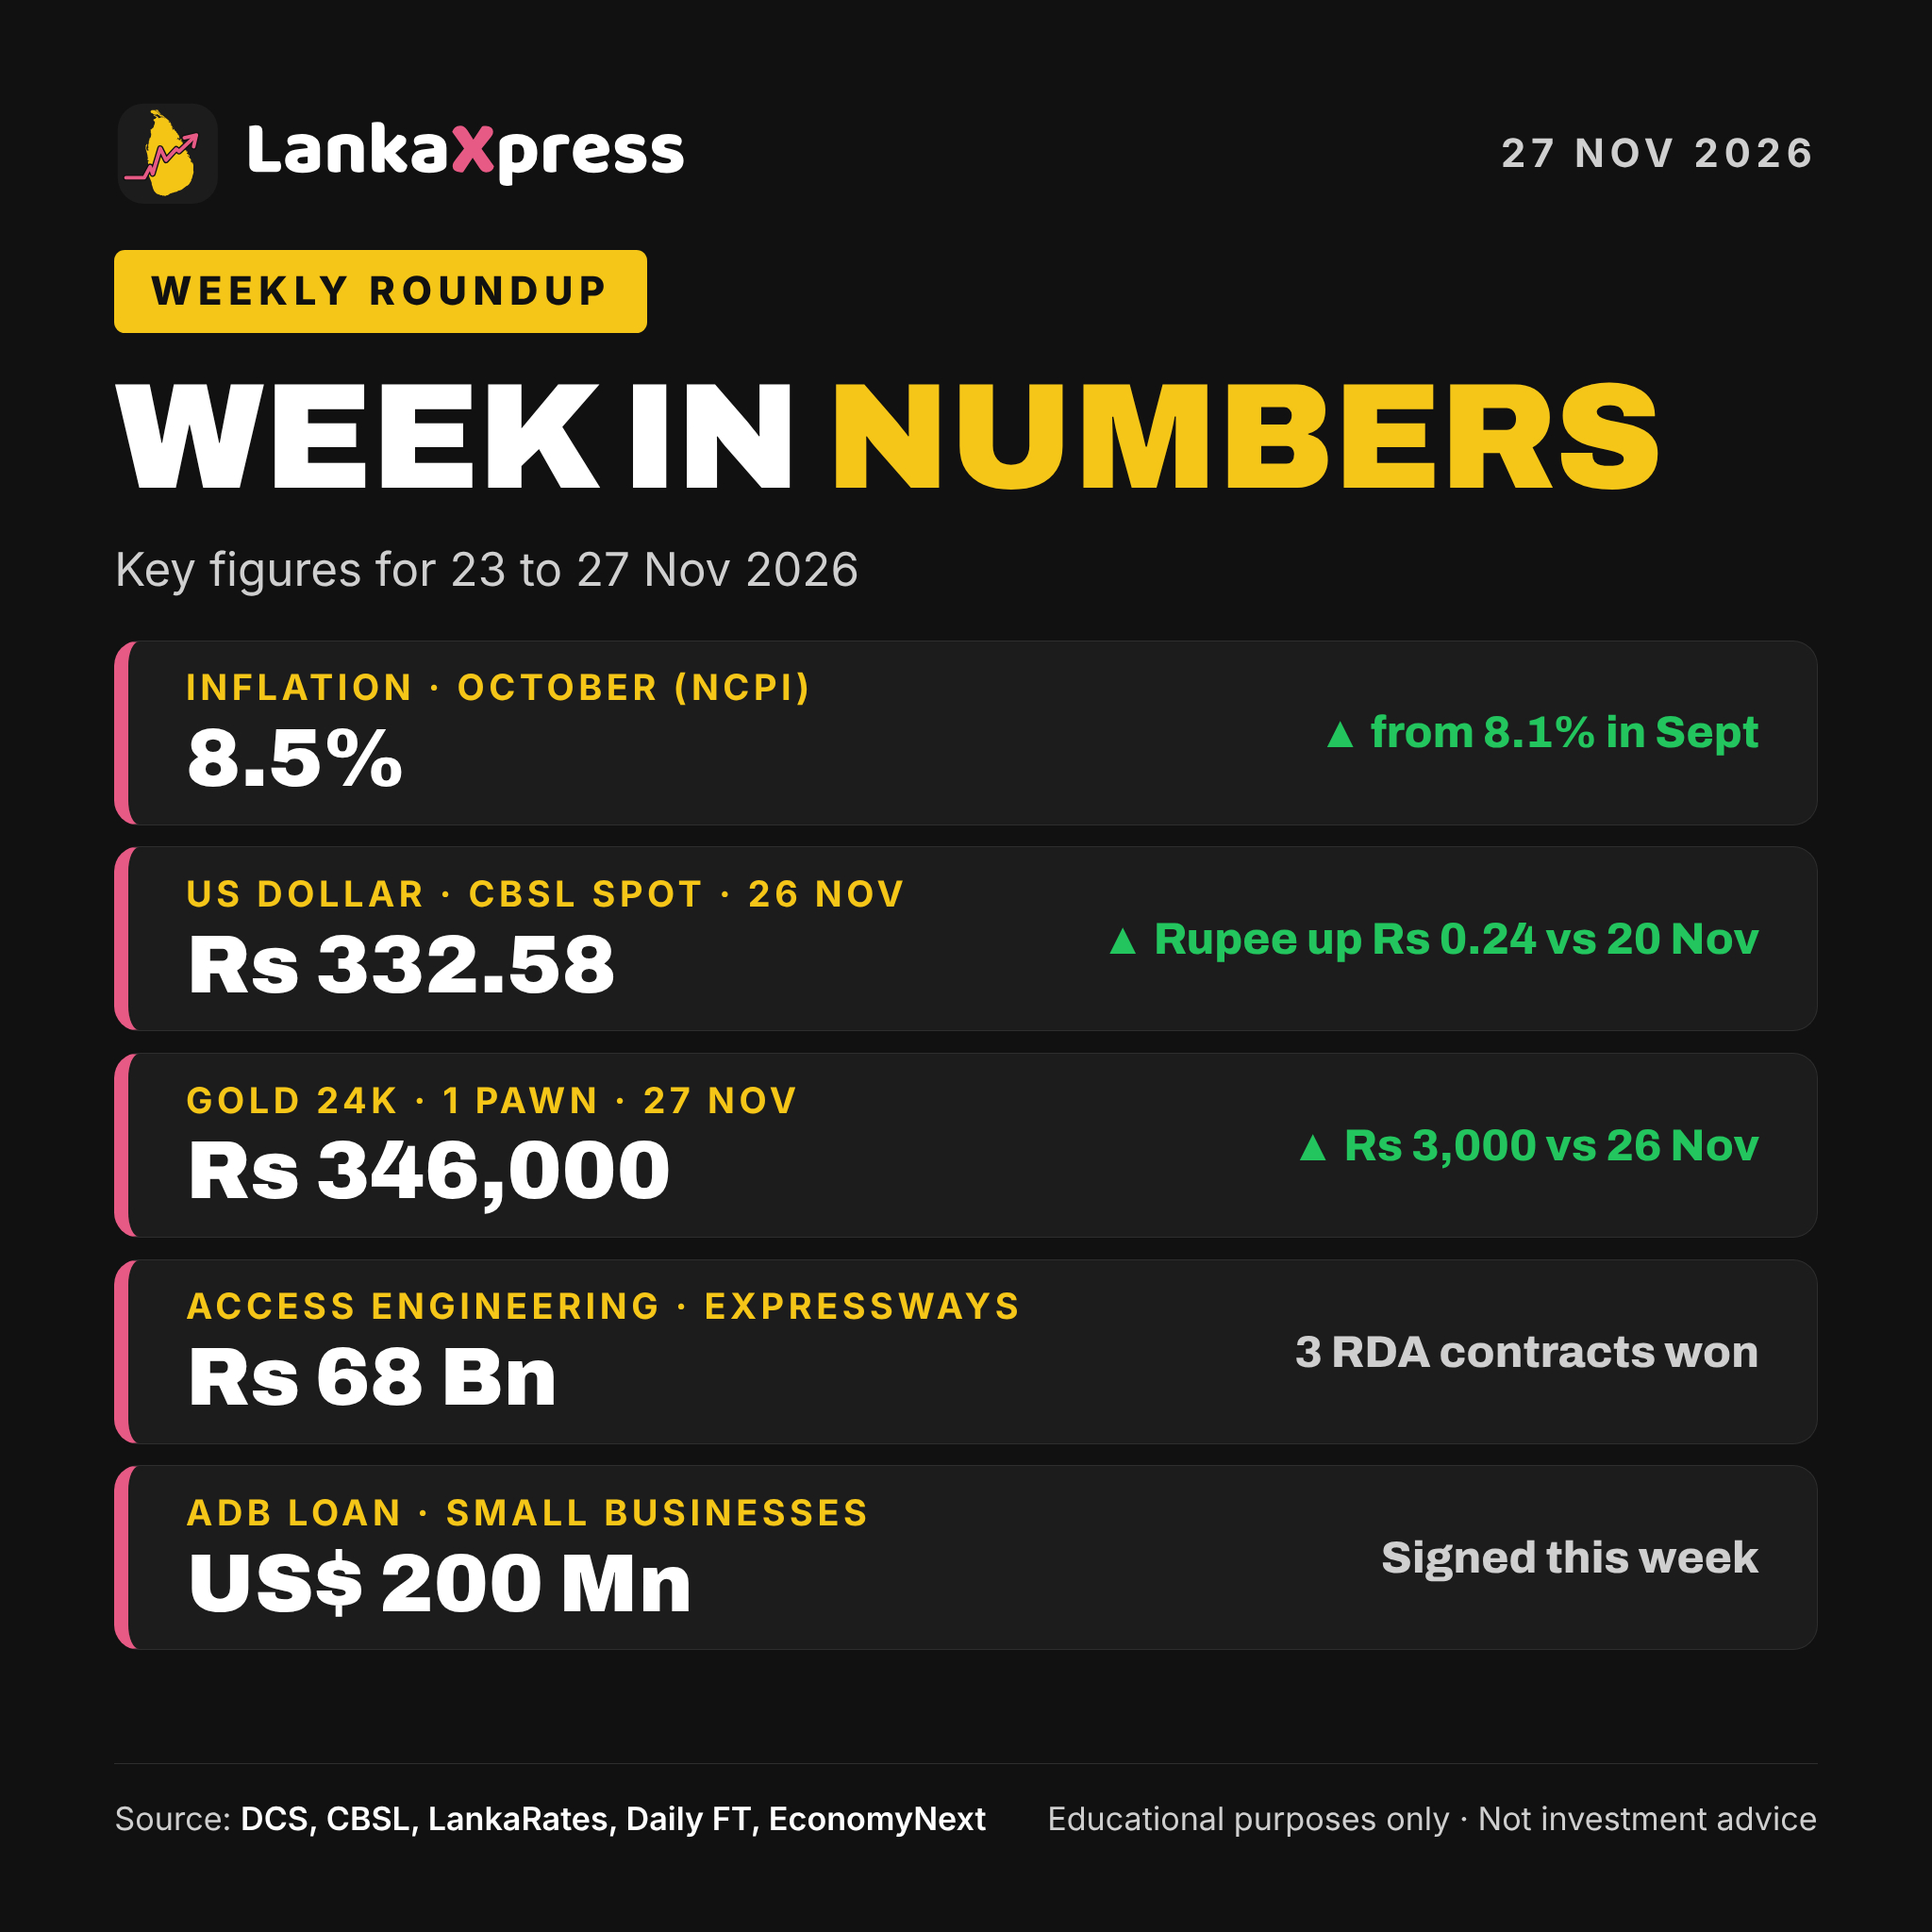 LankaXpress
27 NOV 2026
WEEKLY ROUNDUP
WEEK IN NUMBERS
Key figures for 23 to 27 Nov 2026
INFLATION · OCTOBER (NCPI)
8.5%
▲ from 8.1% in Sept
US DOLLAR · CBSL SPOT · 26 NOV
Rs 332.58
▲ Rupee up Rs 0.24 vs 20 Nov
GOLD 24K · 1 PAWN · 27 NOV
Rs 346,000
▲ Rs 3,000 vs 26 Nov
ACCESS ENGINEERING · EXPRESSWAYS
Rs 68 Bn
3 RDA contracts won
ADB LOAN · SMALL BUSINESSES
US$ 200 Mn
Signed this week
Source: DCS, CBSL, LankaRates, Daily FT, EconomyNext
Educational purposes only · Not investment advice